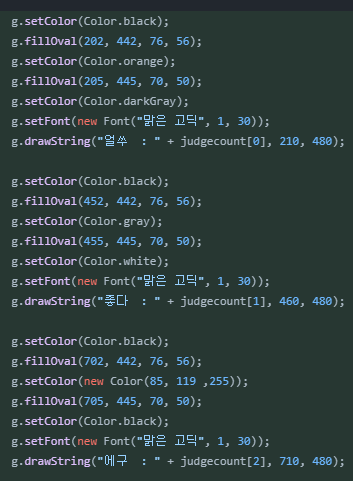 g.setColor(Color.black);
g.fillOval(202, 442, 76, 56);
g.setColor(Color.orange);
g.fillOval(205, 445, 70, 50);
g.setColor(Color.darkGray);
g.setFont(new Font("맑은 고딕", 1, 30));
g.drawString("얼쑤  : " + judgecount[0], 210, 480);

g.setColor(Color.black);
g.fillOval(452, 442, 76, 56);
g.setColor(Color.gray);
g.fillOval(455, 445, 70, 50);
g.setColor(Color.white);
g.setFont(new Font("맑은 고딕", 1, 30));
g.drawString("좋다  : " + judgecount[1], 460, 480);

g.setColor(Color.black);
g.fillOval(702, 442, 76, 56);
g.setColor(new Color(85, 119 ,255));
g.fillOval(705, 445, 70, 50);
g.setColor(Color.black);
g.setFont(new Font("맑은 고딕", 1, 30));
g.drawString("에구  : " + judgecount[2], 710, 480);